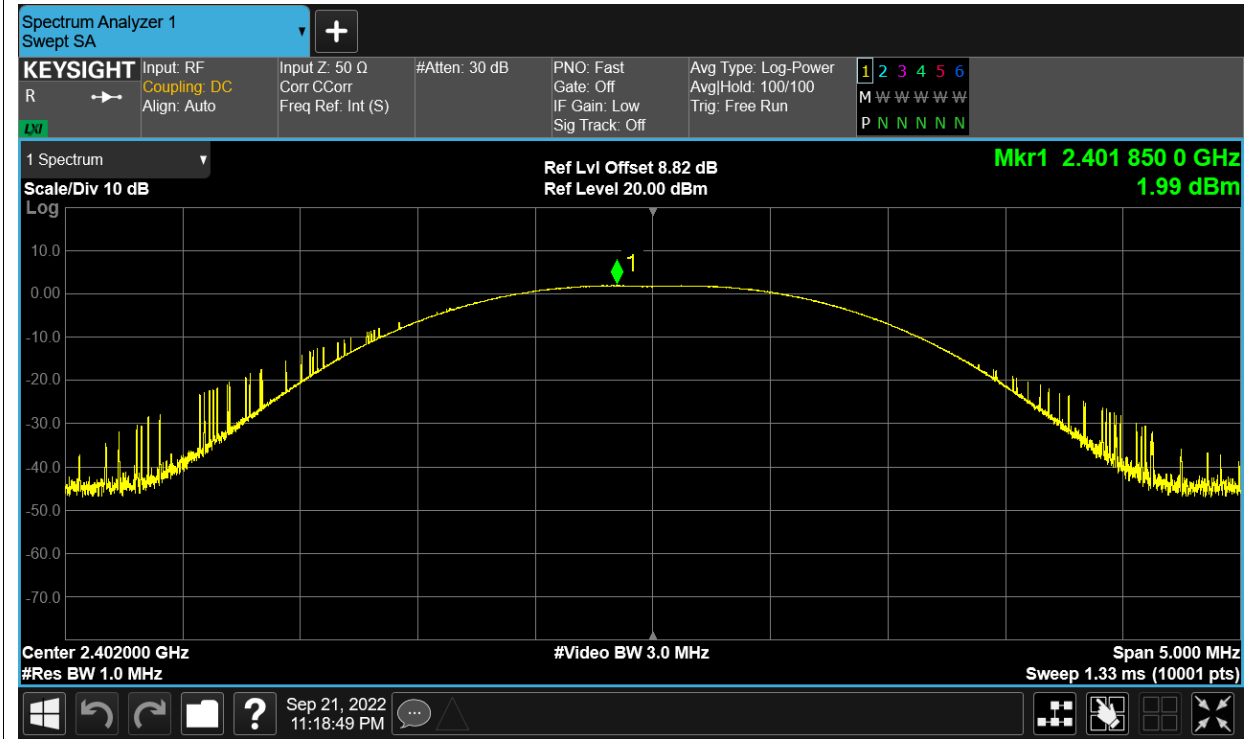 Spectrum Analyzer 1
Swept SA
KEYSIGHT
R
LXI
Input: RF
Coupling: DC
Align: Auto
Input Z: 50 Ω
Corr CCorr
Freq Ref: Int (S)
#Atten: 30 dB
PNO: Fast
Gate: Off
IF Gain: Low
Sig Track: Off
Avg Type: Log-Power
Avg|Hold: 100/100
Trig: Free Run
1 2 3 4 5 6
M W W W W W
P N N N N N
1 Spectrum
Scale/Div 10 dB
Log
Ref Lvl Offset 8.82 dB
Ref Level 20.00 dBm
Mkr1 2.401 850 0 GHz
1.99 dBm
1
10.0
0.00
-10.0
-20.0
-30.0
-40.0
-50.0
-60.0
-70.0
Center 2.402000 GHz
#Res BW 1.0 MHz
#Video BW 3.0 MHz
Span 5.000 MHz
Sweep 1.33 ms (10001 pts)
?
Sep 21, 2022
11:18:49 PM